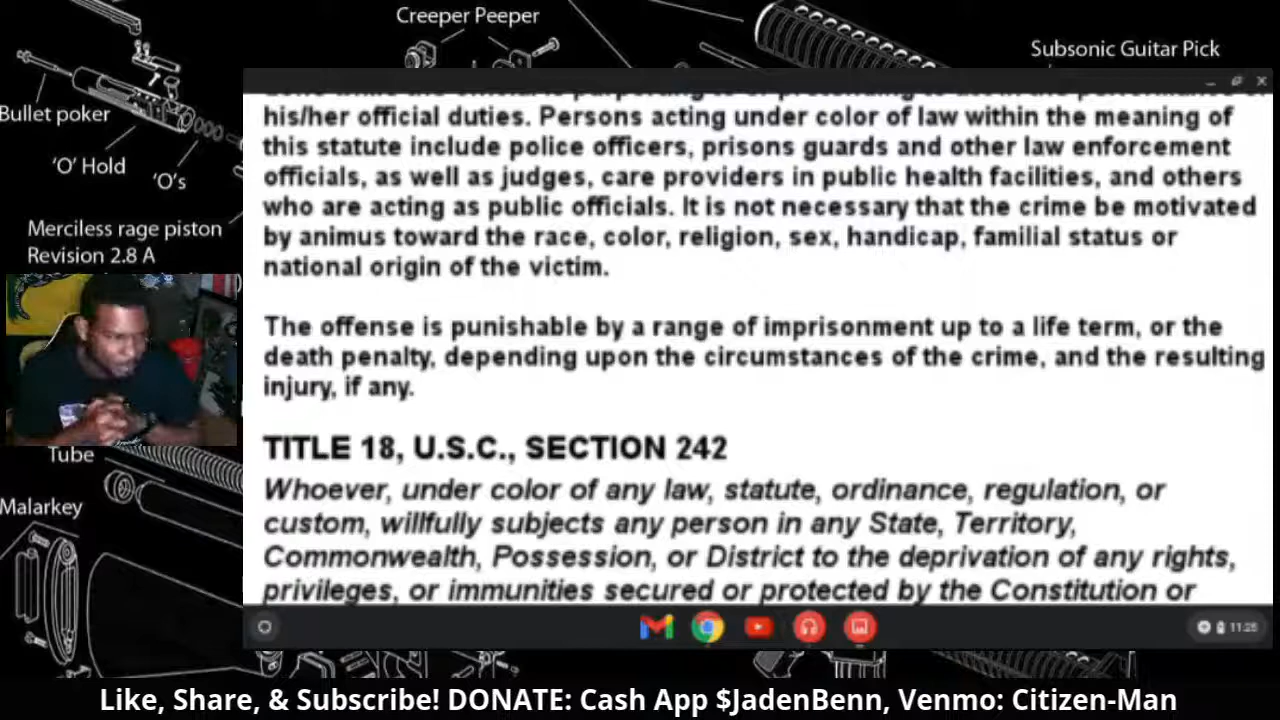 Creeper Peeper
Subsonic Guitar Pick
Bullet poker
'O' Hold
'O's
Merciless rage piston
Revision 2.8 A
his/her official duties. Persons acting under color of law within the meaning of
this statute include police officers, prisons guards and other law enforcement
officials, as well as judges, care providers in public health facilities, and others
who are acting as public officials. It is not necessary that the crime be motivated
by animus toward the race, color, religion, sex, handicap, familial status or
national origin of the victim.
The offense is punishable by a range of imprisonment up to a life term, or the
death penalty, depending upon the circumstances of the crime, and the resulting
injury, if any.
TITLE 18, U.S.C., SECTION 242
Whoever, under color of any law, statute, ordinance, regulation, or
custom, willfully subjects any person in any State, Territory,
Commonwealth, Possession, or District to the deprivation of any rights,
privileges, or immunities secured or protected by the Constitution or
Tube
Malarkey
11:25
Like, Share, & Subscribe! DONATE: Cash App $JadenBenn, Venmo: Citizen-Man